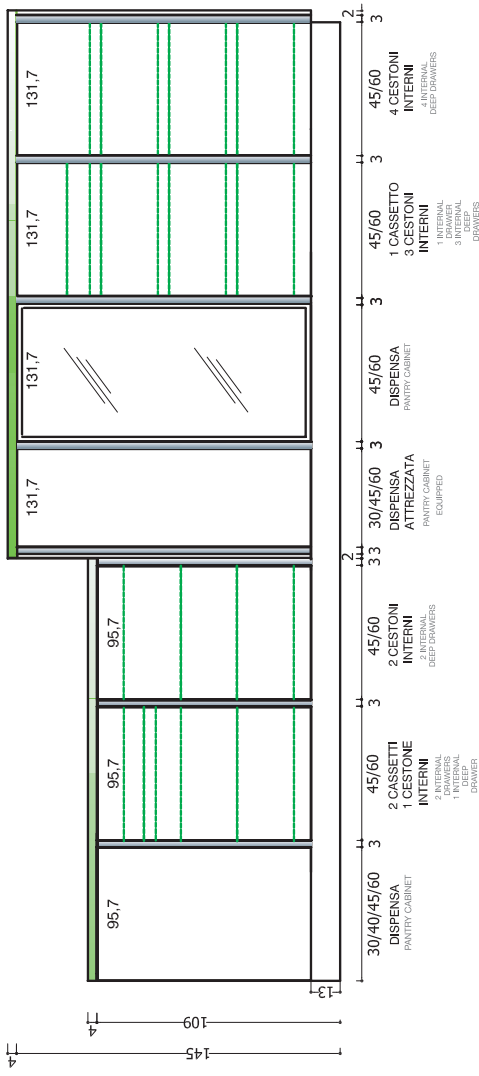 131,7
131,7
131,7
131,7
95,7
95,7
95,7
4
145
4
109
13
30/40/45/60
3
45/60
3
45/60
2
33
30/45/60
3
45/60
3
45/60
3
45/60
3
2
DISPENSA
PANTRY CABINET
2 CASSETTI
1 CESTONE
INTERNI
2 INTERNAL
DRAWERS
1 INTERNAL
DEEP
DRAWER
2 CESTONI
INTERNI
2 INTERNAL
DEEP DRAWERS
DISPENSA
ATTREZZATA
PANTRY CABINET
EQUIPPED
DISPENSA
PANTRY CABINET
1 CASSETTO
3 CESTONI
INTERNI
1 INTERNAL
DRAWER
3 INTERNAL
DEEP
DRAWERS
4 CESTONI
INTERNI
4 INTERNAL
DEEP DRAWERS